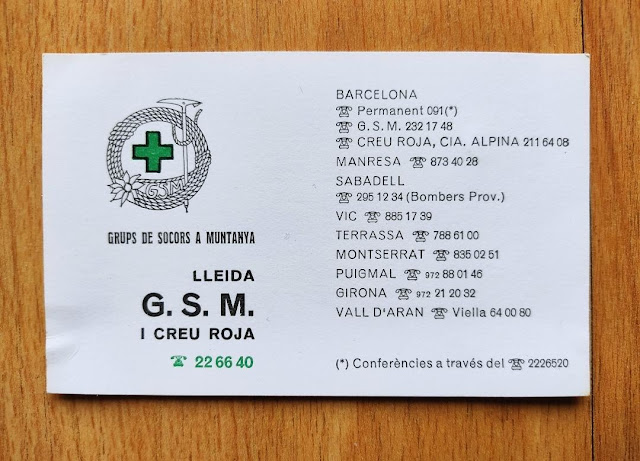 GSM
GRUPS DE SOCORS A MUNTANYA
LLEIDA
G. S. M.
I CREU ROJA
☎ 22 66 40
BARCELONA
☎ Permanent 091(*)
☎ G. S. M. 232 17 48
☎ CREU ROJA, CIA. ALPINA 211 64 08
MANRESA ☎ 873 40 28
SABADELL
☎ 295 12 34 (Bombers Prov.)
VIC ☎ 885 17 39
TERRASSA ☎ 788 61 00
MONTSERRAT ☎ 835 02 51
PUIGMAL ☎ 972 88 01 46
GIRONA ☎ 972 21 20 32
VALL D'ARAN ☎ Viella 64 00 80
(*) Conferències a través del ☎ 2226520